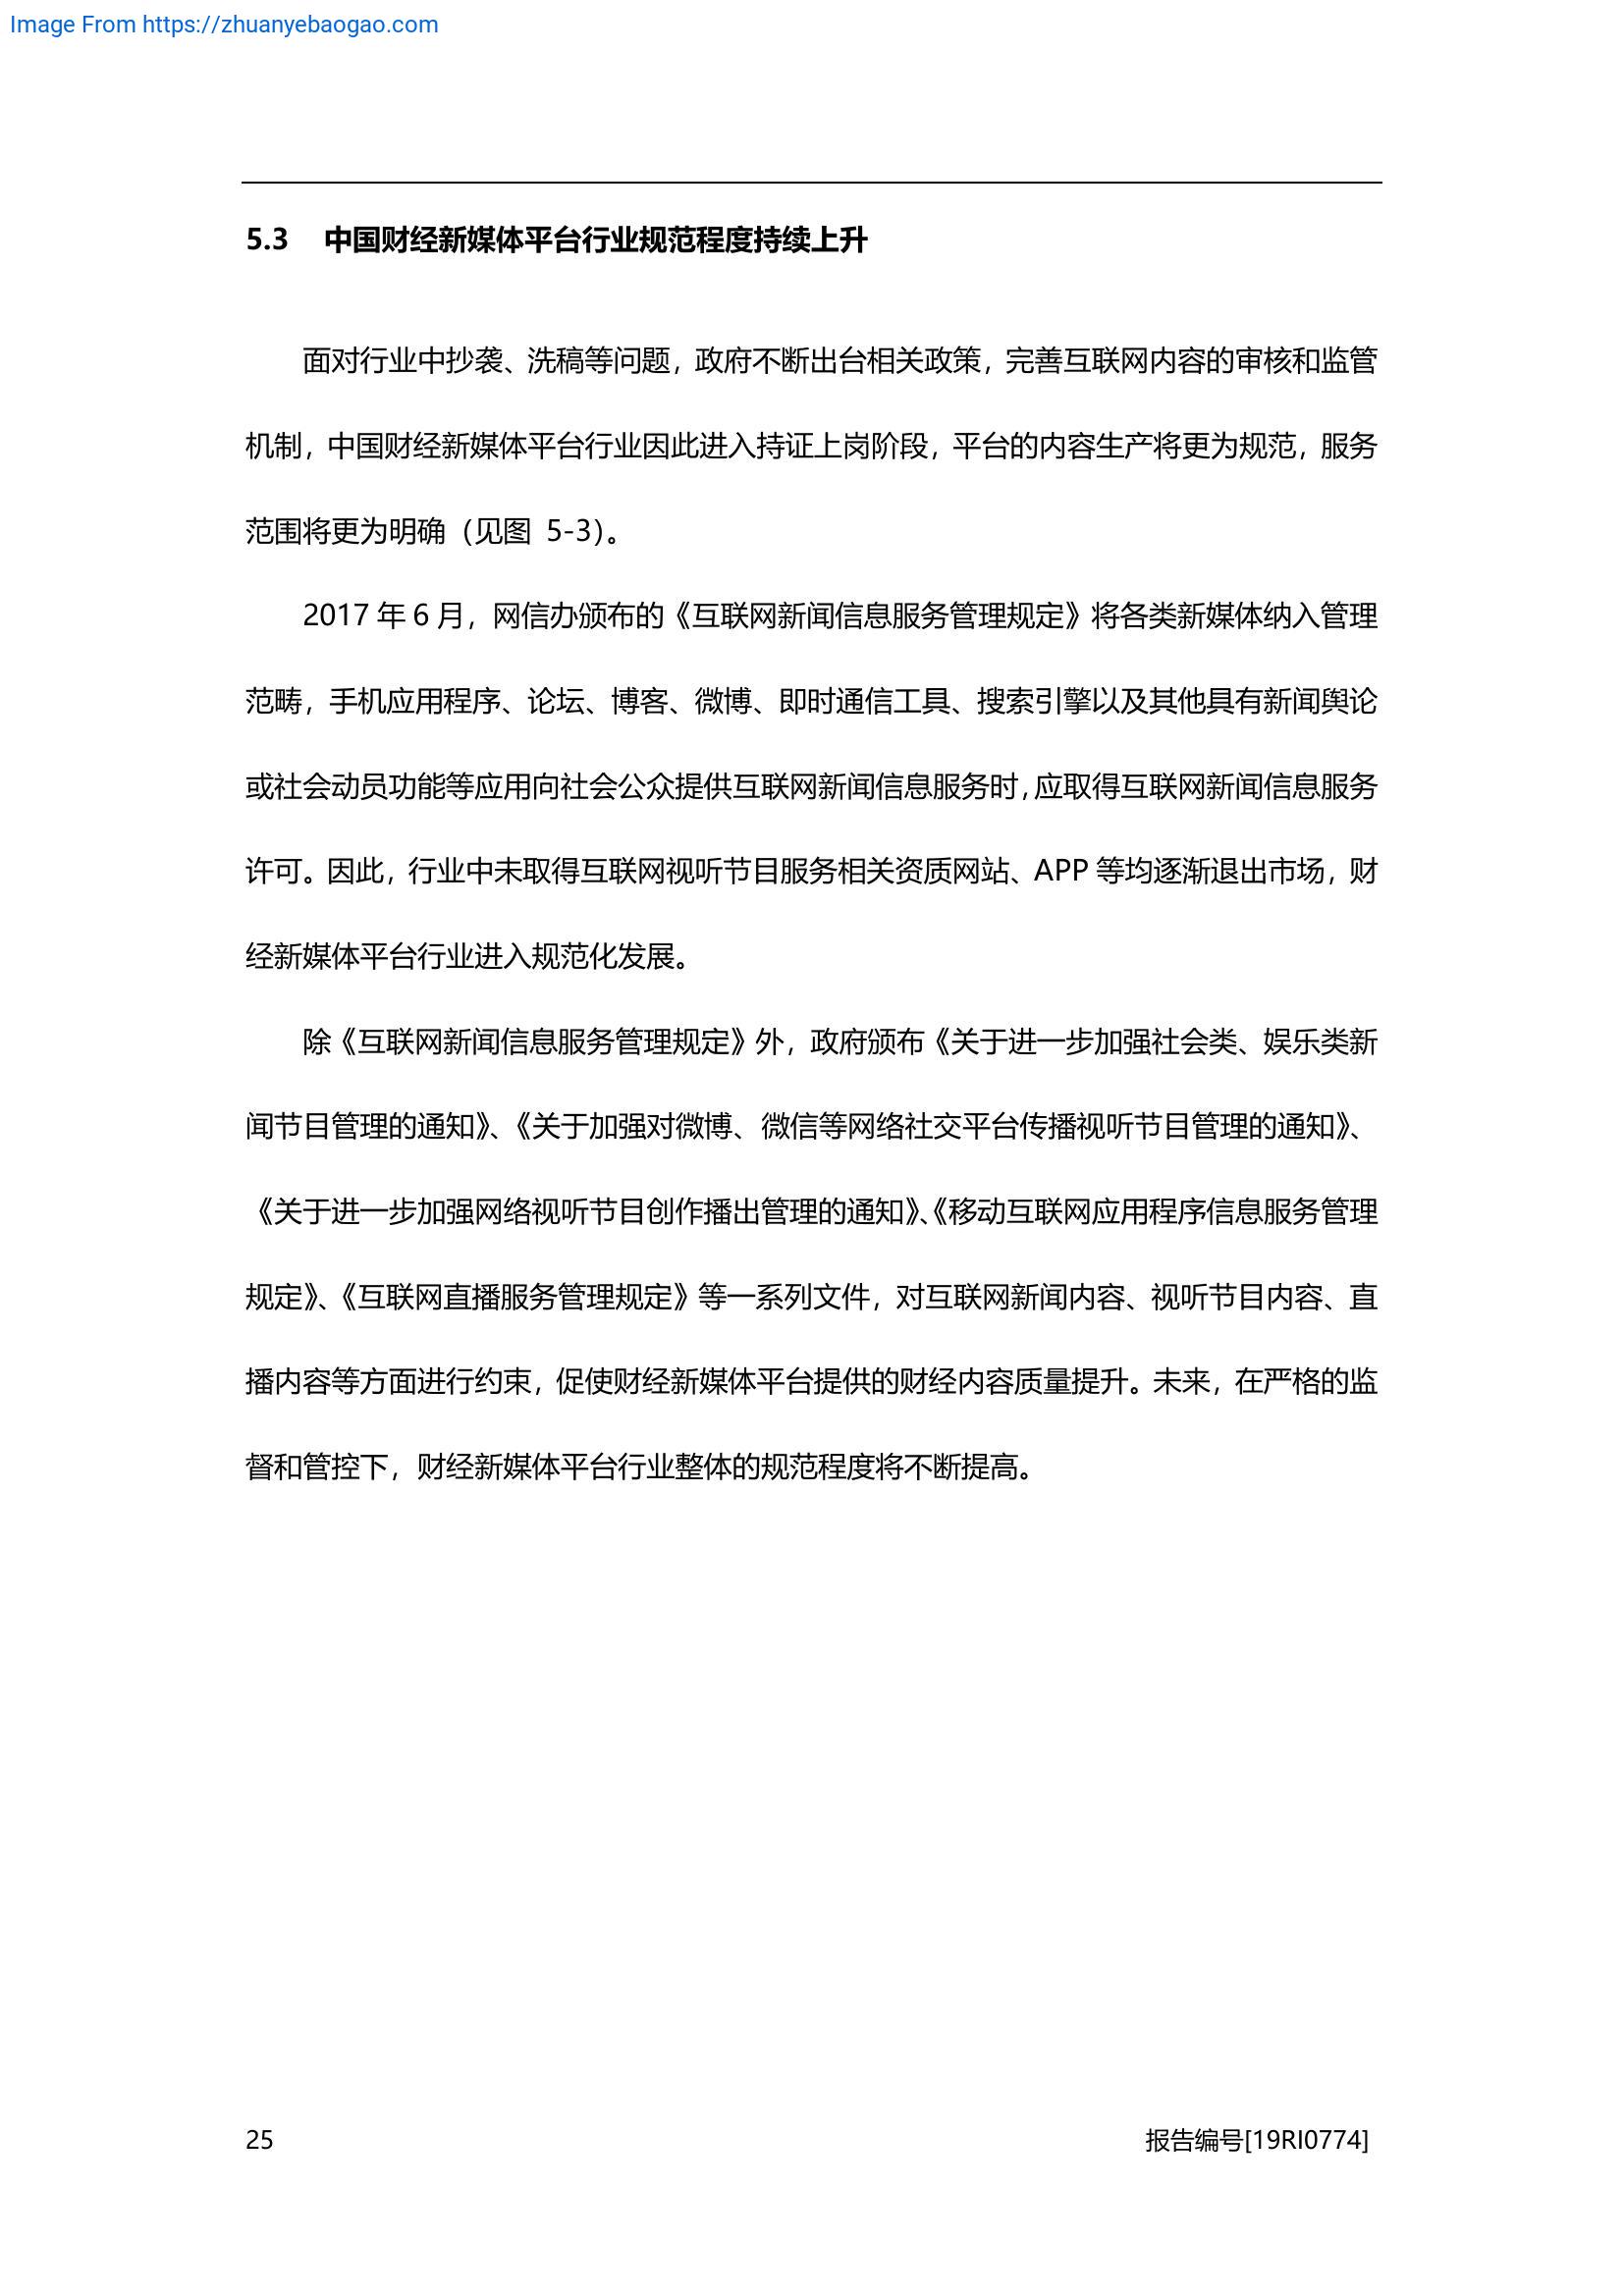 Image From https://zhuanyebaogao.com
5.3 中国财经新媒体平台行业规范程度持续上升
面对行业中抄袭、洗稿等问题，政府不断出台相关政策，完善互联网内容的审核和监管
机制，中国财经新媒体平台行业因此进入持证上岗阶段，平台的内容生产将更为规范，服务
范围将更为明确（见图 5-3）。
2017 年 6 月，网信办颁布的《互联网新闻信息服务管理规定》将各类新媒体纳入管理
范畴，手机应用程序、论坛、博客、微博、即时通信工具、搜索引擎以及其他具有新闻舆论
或社会动员功能等应用向社会公众提供互联网新闻信息服务时，应取得互联网新闻信息服务
许可。因此，行业中未取得互联网视听节目服务相关资质网站、APP 等均逐渐退出市场，财
经新媒体平台行业进入规范化发展。
除《互联网新闻信息服务管理规定》外，政府颁布《关于进一步加强社会类、娱乐类新
闻节目管理的通知》、《关于加强对微博、微信等网络社交平台传播视听节目管理的通知》、
《关于进一步加强网络视听节目创作播出管理的通知》、《移动互联网应用程序信息服务管理
规定》、《互联网直播服务管理规定》等一系列文件，对互联网新闻内容、视听节目内容、直
播内容等方面进行约束，促使财经新媒体平台提供的财经内容质量提升。未来，在严格的监
督和管控下，财经新媒体平台行业整体的规范程度将不断提高。
25 报告编号[19RI0774]